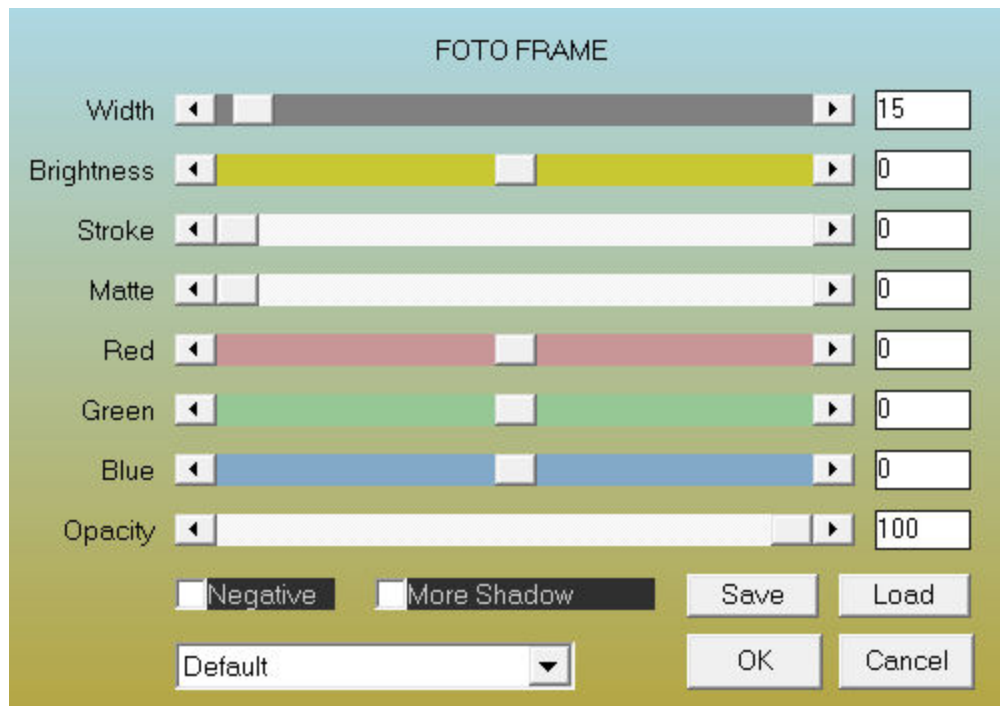 FOTO FRAME
Width 15
Brightness 0
Stroke 0
Matte 0
Red 0
Green 0
Blue 0
Opacity 100
Negative More Shadow Save Load
Default OK Cancel